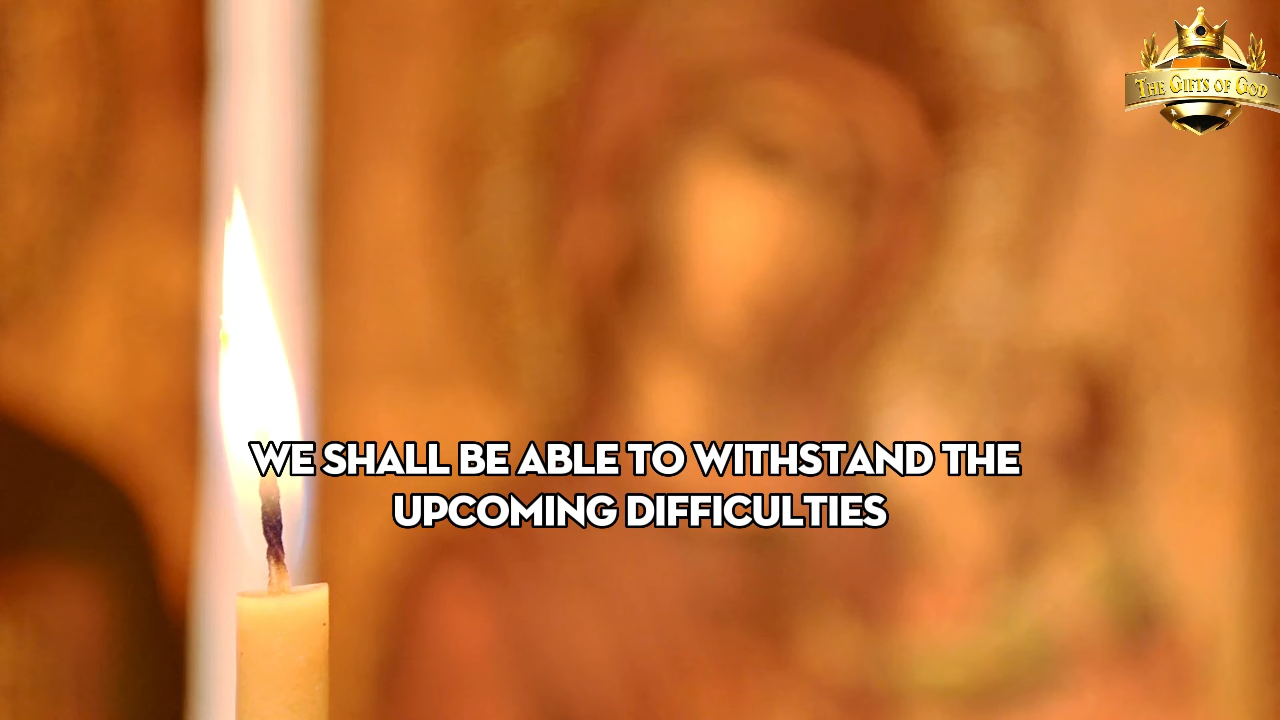 THE GIFTS OF GOD
WE SHALL BE ABLE TO WITHSTAND THE
UPCOMING DIFFICULTIES